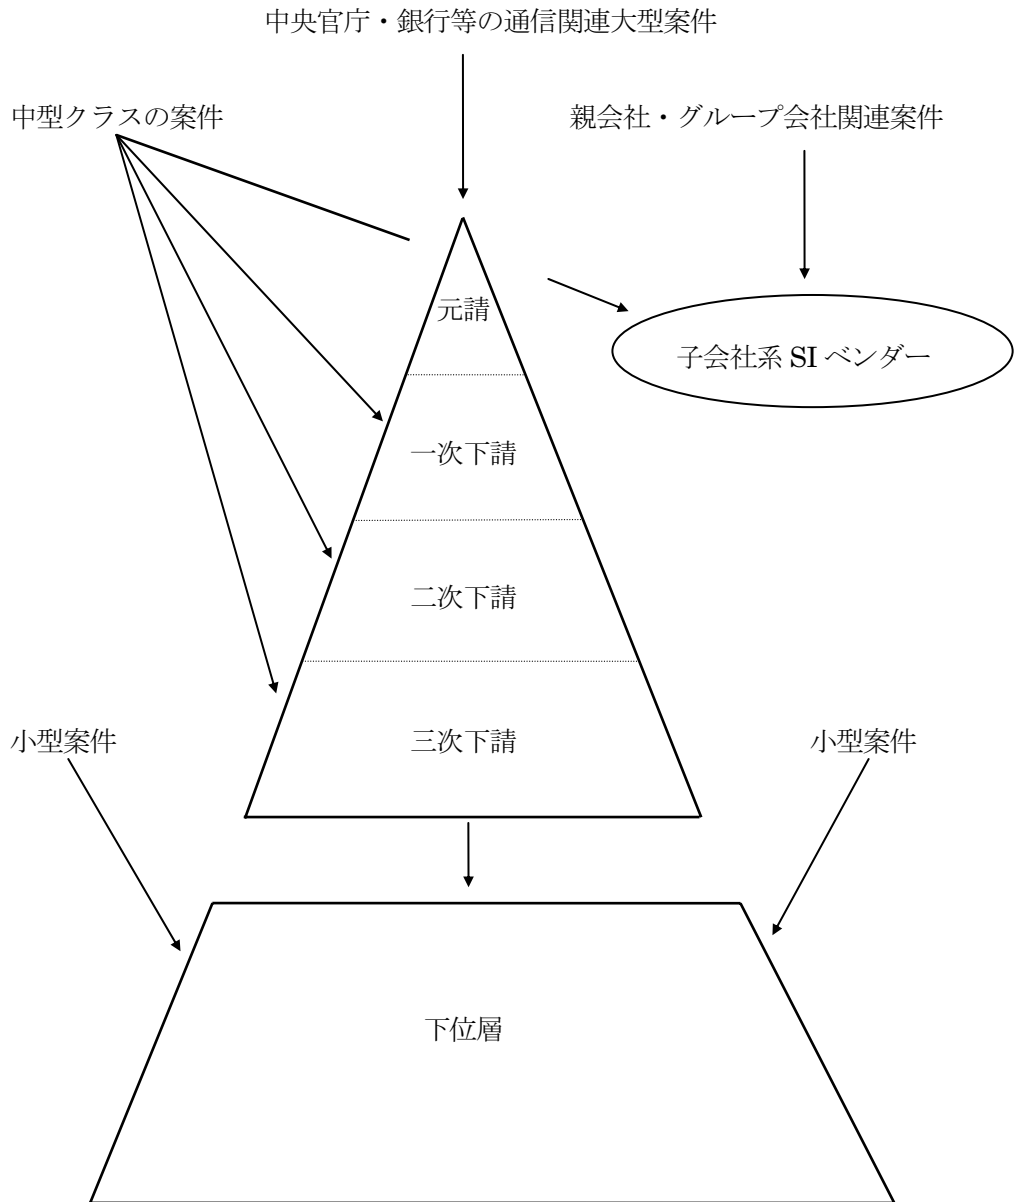 中央官庁・銀行等の通信関連大型案件
中型クラスの案件
親会社・グループ会社関連案件
元請
子会社系 SI ベンダー
一次下請
二次下請
三次下請
小型案件
小型案件
下位層